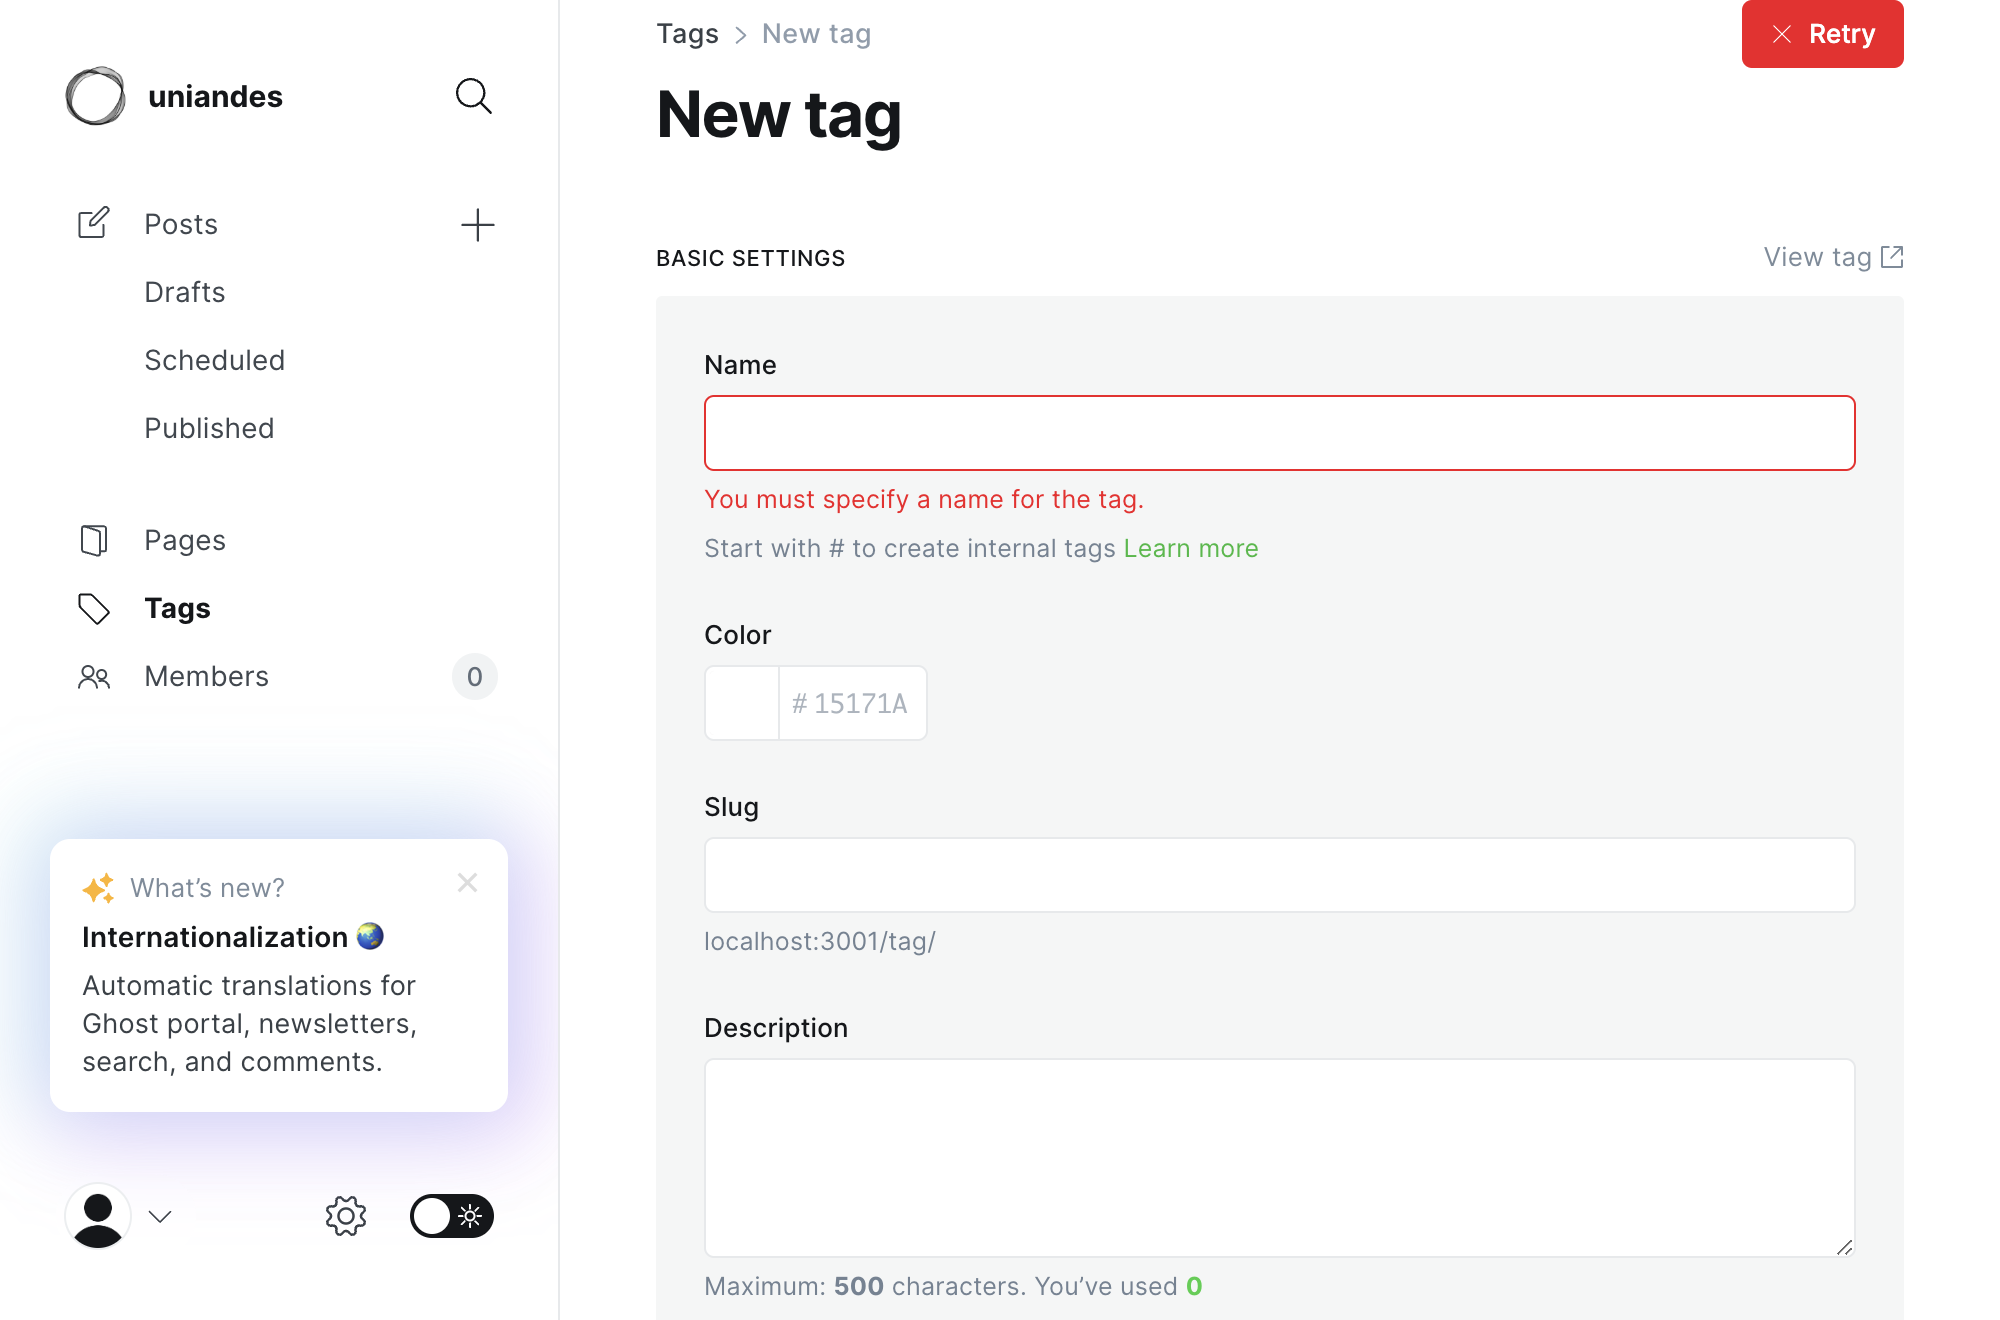 uniandes
Posts
Drafts
Scheduled
Published
Pages
Tags
Members 0
What's new?
Internationalization
Automatic translations for
Ghost portal, newsletters,
search, and comments.
Tags > New tag
Retry
New tag
BASIC SETTINGS
View tag
Name
You must specify a name for the tag.
Start with # to create internal tags Learn more
Color
# 15171A
Slug
localhost:3001/tag/
Description
Maximum: 500 characters. You’ve used 0